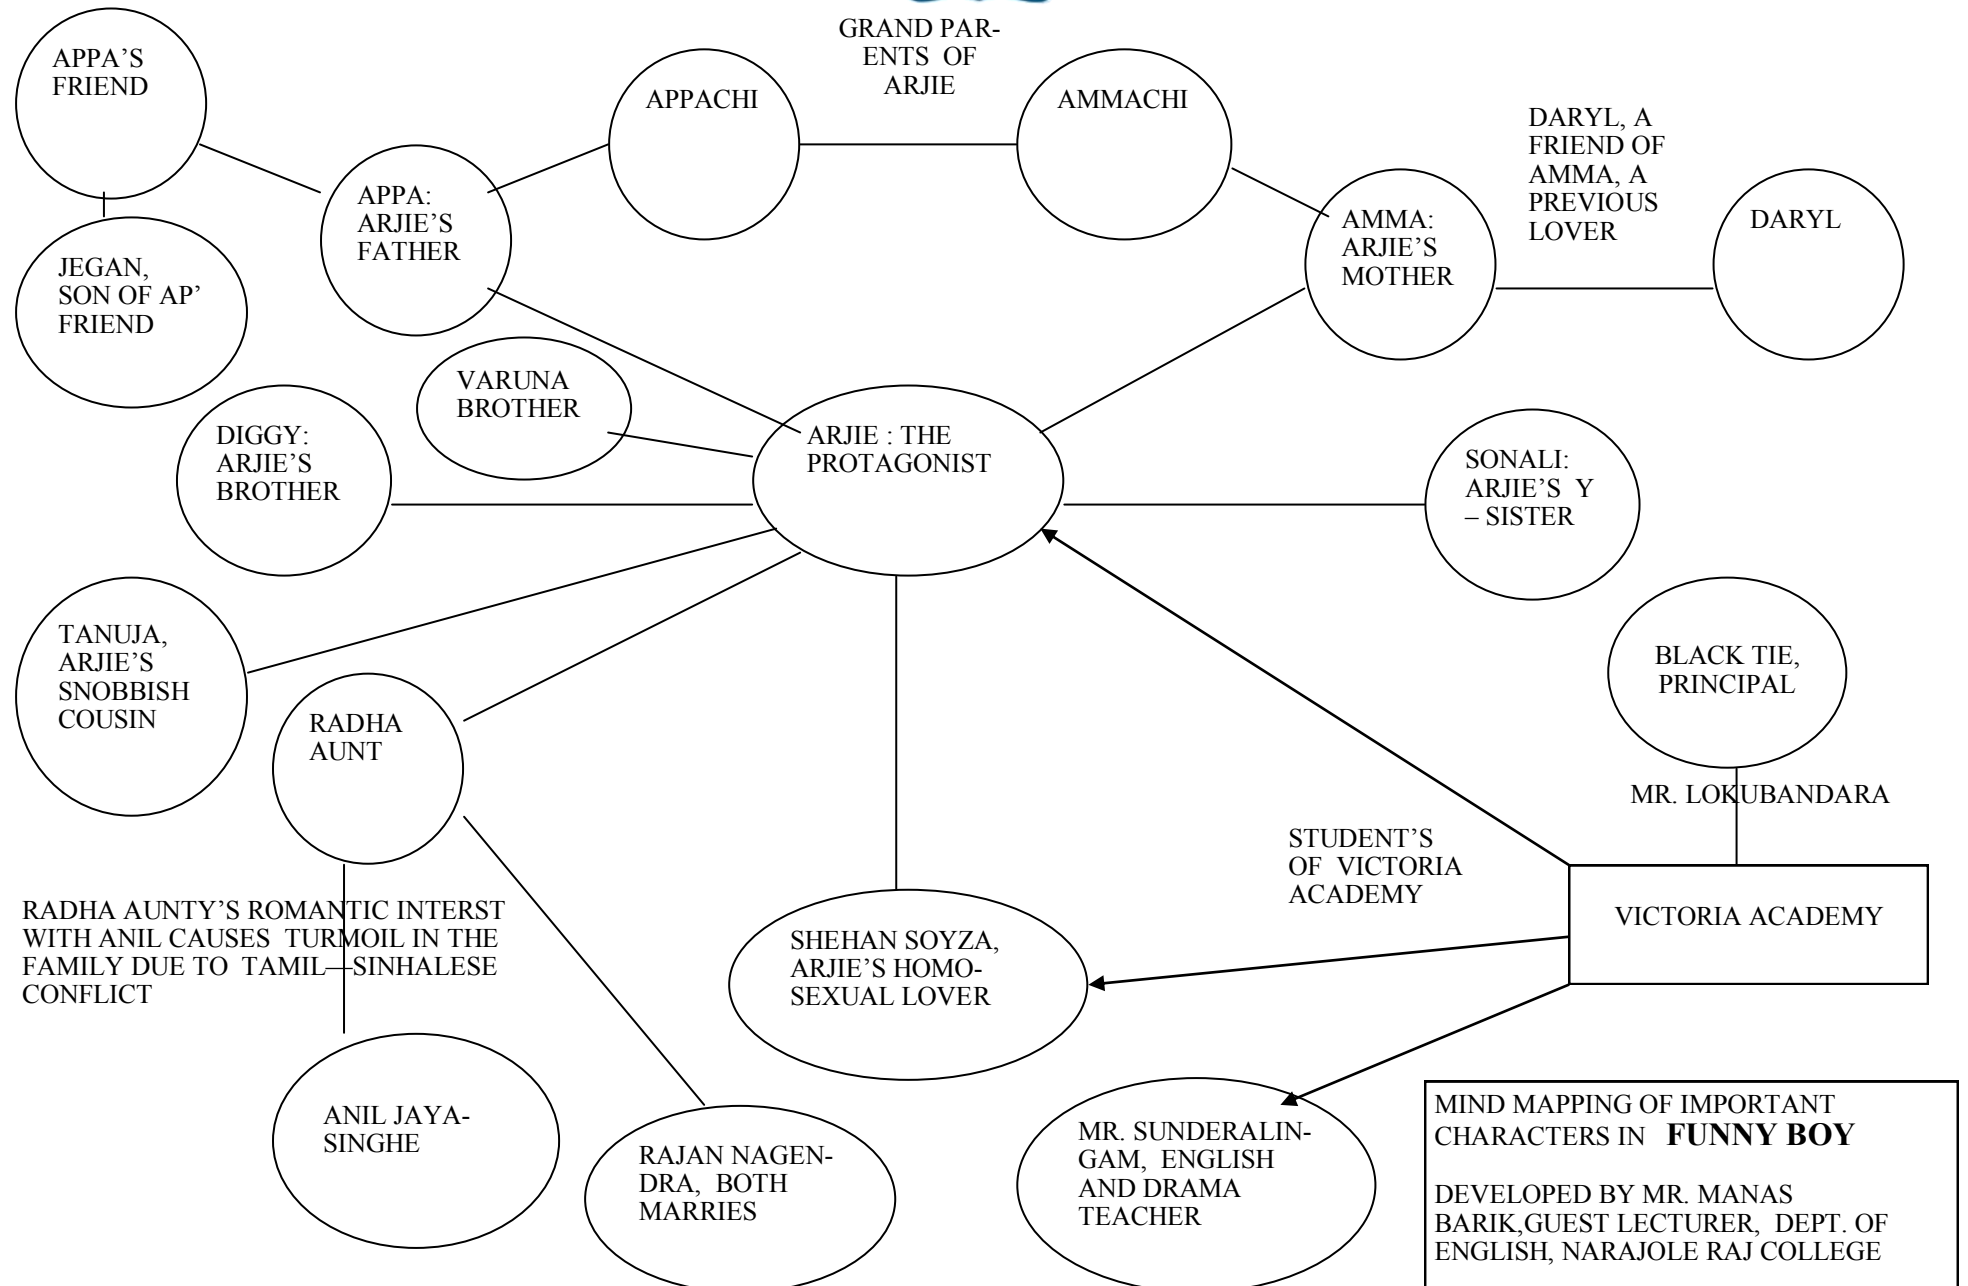 APPA’S
FRIEND
APPACHI
GRAND PAR-
ENTS OF
ARJIE
AMMACHI
DARYL, A
FRIEND OF
AMMA, A
PREVIOUS
LOVER
APPA:
ARJIE’S
FATHER
AMMA:
ARJIE’S
MOTHER
DARYL
JEGAN,
SON OF AP’
FRIEND
VARUNA
BROTHER
DIGGY:
ARJIE’S
BROTHER
ARJIE : THE
PROTAGONIST
SONALI:
ARJIE’S Y
– SISTER
TANUJA,
ARJIE’S
SNOBBISH
COUSIN
RADHA
AUNT
BLACK TIE,
PRINCIPAL
MR. LOKUBANDARA
STUDENT’S
OF VICTORIA
ACADEMY
VICTORIA ACADEMY
RADHA AUNTY’S ROMANTIC INTERST
WITH ANIL CAUSES TURMOIL IN THE
FAMILY DUE TO TAMIL—SINHALESE
CONFLICT
SHEHAN SOYZA,
ARJIE’S HOMO-
SEXUAL LOVER
ANIL JAYA-
SINGHE
RAJAN NAGEN-
DRA, BOTH
MARRIES
MR. SUNDERALIN-
GAM, ENGLISH
AND DRAMA
TEACHER
MIND MAPPING OF IMPORTANT
CHARACTERS IN FUNNY BOY
DEVELOPED BY MR. MANAS
BARIK,GUEST LECTURER, DEPT. OF
ENGLISH, NARAJOLE RAJ COLLEGE